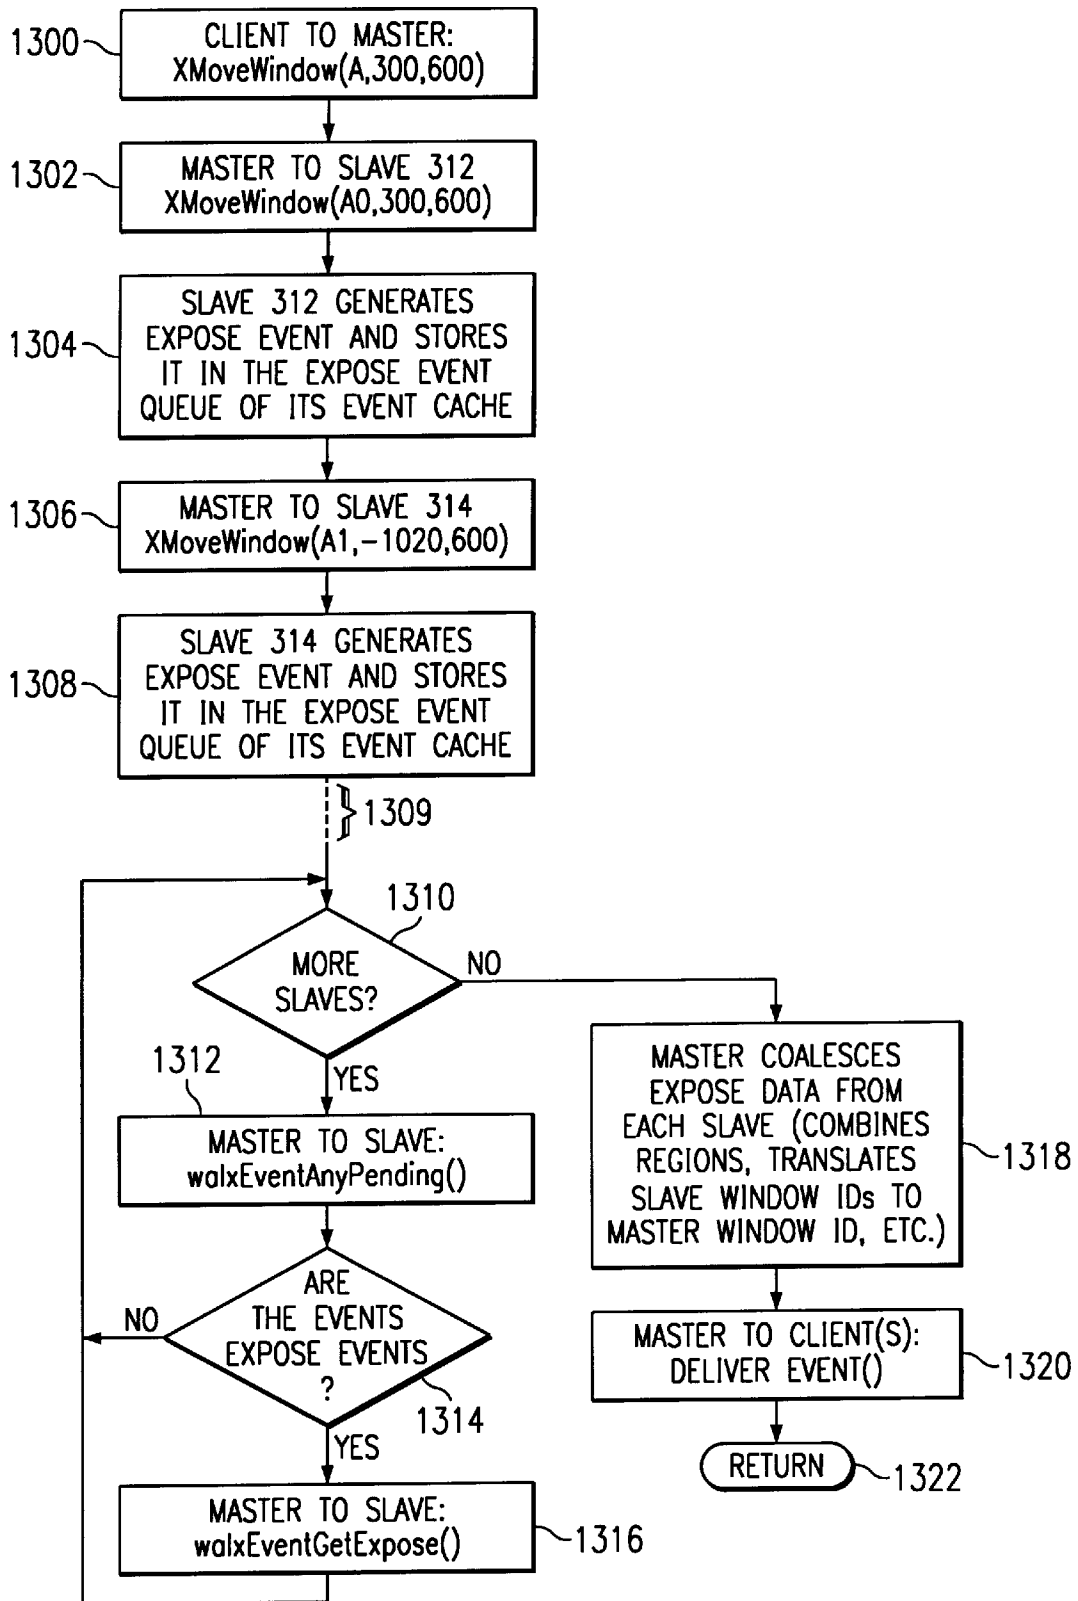 1300
CLIENT TO MASTER:
XMoveWindow(A,300,600)
1302
MASTER TO SLAVE 312
XMoveWindow(A0,300,600)
1304
SLAVE 312 GENERATES
EXPOSE EVENT AND STORES
IT IN THE EXPOSE EVENT
QUEUE OF ITS EVENT CACHE
1306
MASTER TO SLAVE 314
XMoveWindow(A1,-1020,600)
1308
SLAVE 314 GENERATES
EXPOSE EVENT AND STORES
IT IN THE EXPOSE EVENT
QUEUE OF ITS EVENT CACHE
1309
1310
MORE
SLAVES?
NO
YES
1312
MASTER TO SLAVE:
walxEventAnyPending()
ARE
THE EVENTS
EXPOSE EVENTS
?
NO
1314
YES
MASTER TO SLAVE:
walxEventGetExpose()
1316
MASTER COALESCES
EXPOSE DATA FROM
EACH SLAVE (COMBINES
REGIONS, TRANSLATES
SLAVE WINDOW IDs TO
MASTER WINDOW ID, ETC.)
1318
MASTER TO CLIENT(S):
DELIVER EVENT()
1320
RETURN
1322